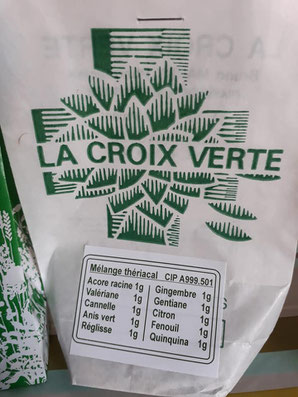 LA CROIX VERTE
Mélange thériacal CIP A999.501
Acore racine 1g
Valériane 1g
Cannelle 1g
Anis vert 1g
Réglisse 1g
Gingembre 1g
Gentiane 1g
Citron 1g
Fenouil 1g
Quinquina 1g